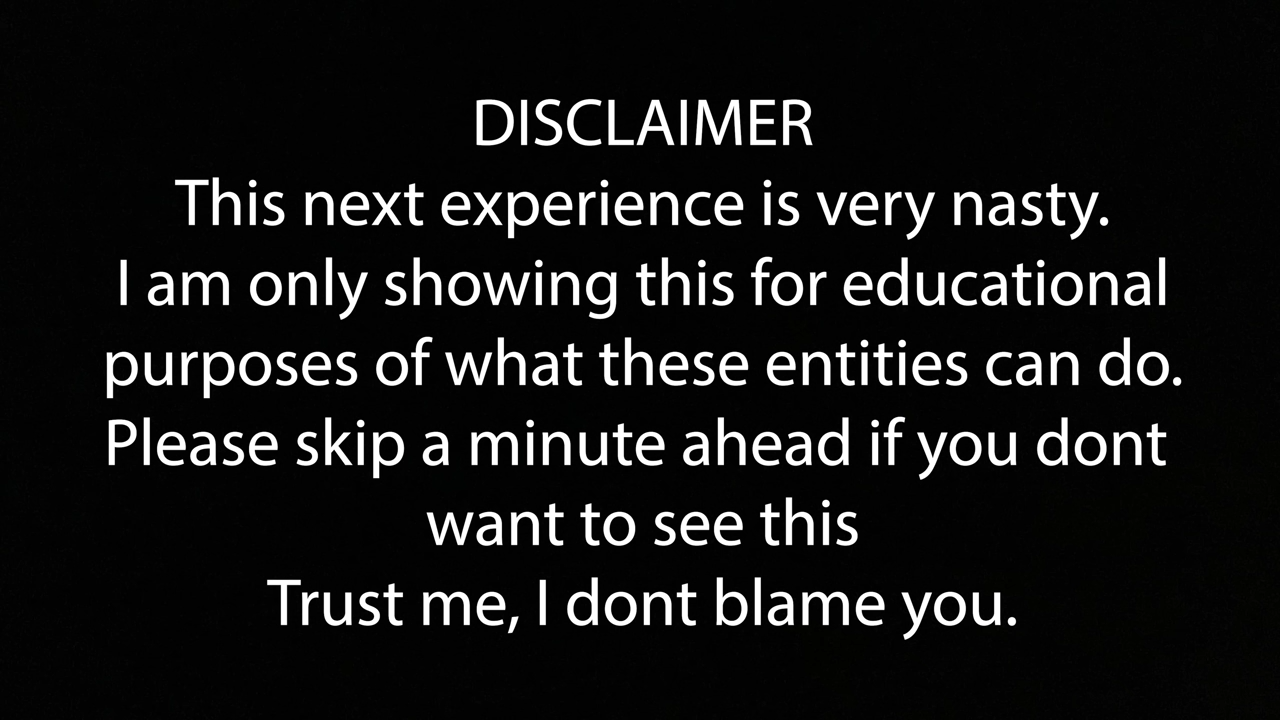 DISCLAIMER
This next experience is very nasty.
I am only showing this for educational
purposes of what these entities can do.
Please skip a minute ahead if you dont
want to see this
Trust me, I dont blame you.